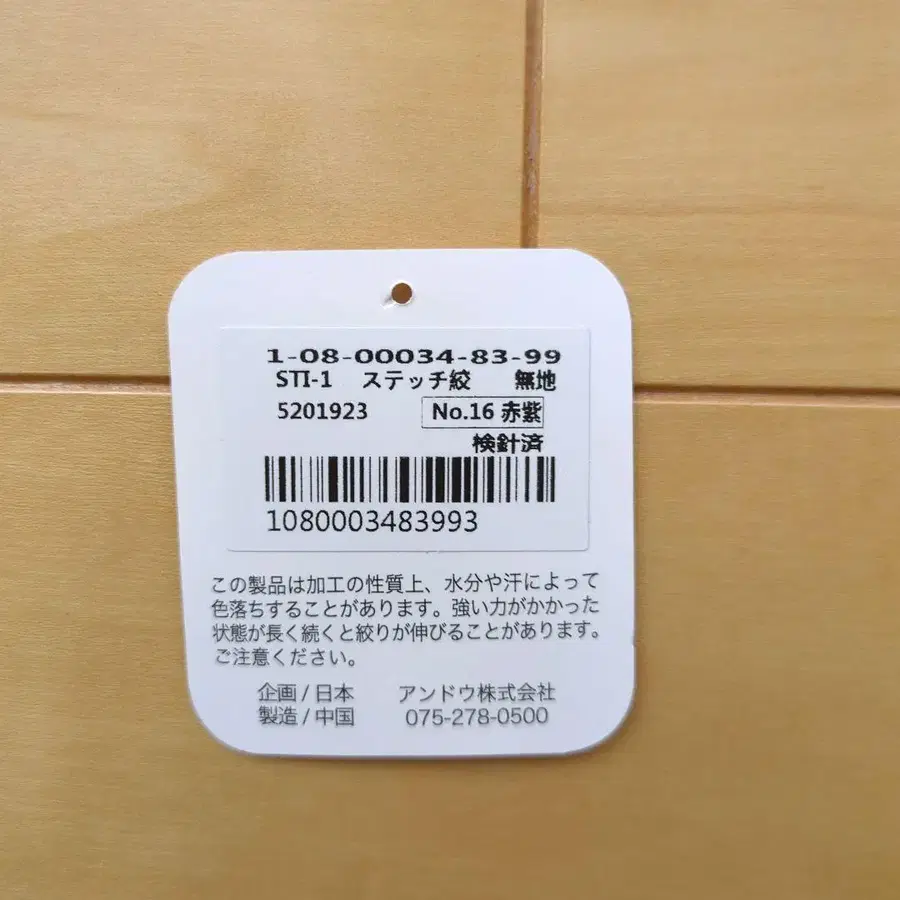 1-08-00034-83-99
STI-1 ステッチ絞 無地
5201923 No.16 赤紫
検針済
1080003483993
この製品は加工の性質上、水分や汗によって
色落ちすることがあります。強い力がかかった
状態が長く続くと絞りが伸びることがあります。
ご注意ください。
企画 / 日本 アンドウ株式会社
製造 / 中国 075-278-0500